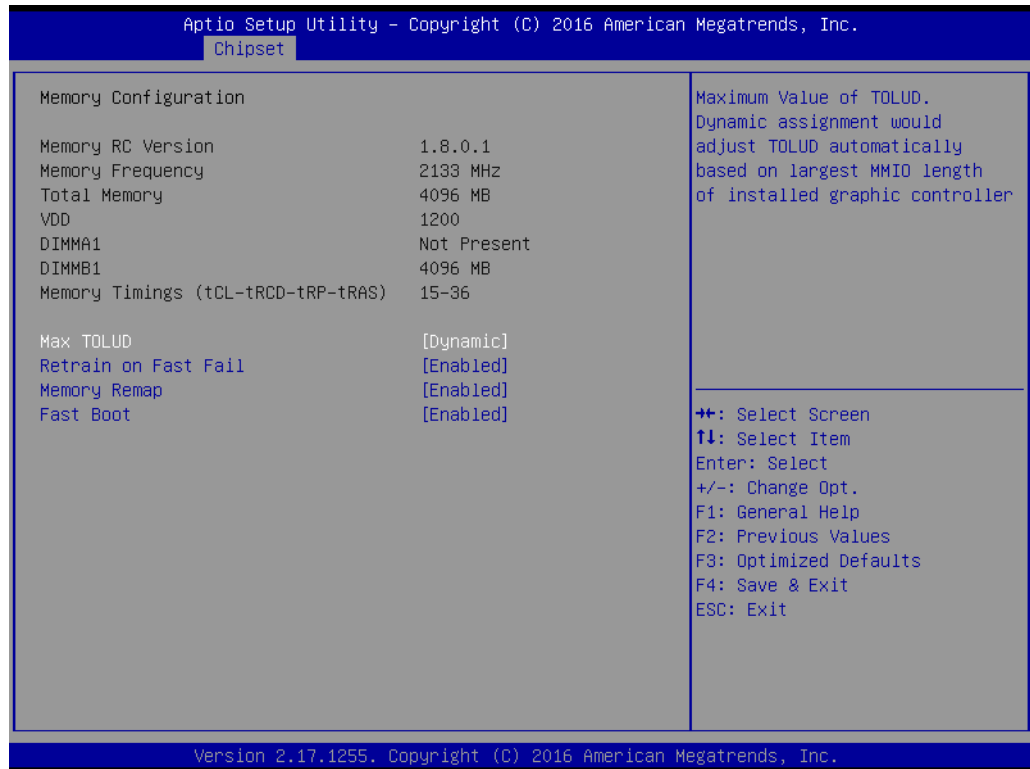 Aptio Setup Utility – Copyright (C) 2016 American Megatrends, Inc.
Chipset
Memory Configuration
Memory RC Version 1.8.0.1
Memory Frequency 2133 MHz
Total Memory 4096 MB
VDD 1200
DIMMA1 Not Present
DIMMB1 4096 MB
Memory Timings (tCL-tRCD-tRP-tRAS) 15-36
Max TOLUD [Dynamic]
Retrain on Fast Fail [Enabled]
Memory Remap [Enabled]
Fast Boot [Enabled]
Maximum Value of TOLUD.
Dynamic assignment would
adjust TOLUD automatically
based on largest MMIO length
of installed graphic controller
→←: Select Screen
↑↓: Select Item
Enter: Select
+/-: Change Opt.
F1: General Help
F2: Previous Values
F3: Optimized Defaults
F4: Save & Exit
ESC: Exit
Version 2.17.1255. Copyright (C) 2016 American Megatrends, Inc.